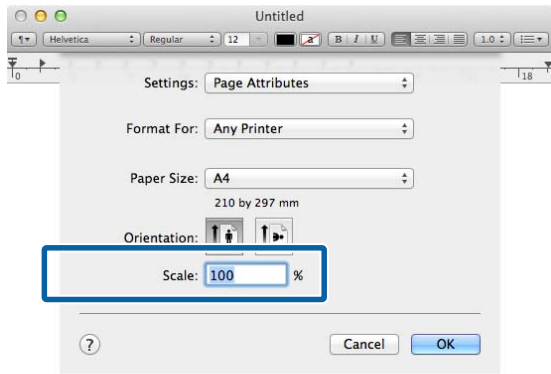 Untitled
¶ Helvetica Regular 12 a B I U 1.0
0 18
Settings: Page Attributes
Format For: Any Printer
Paper Size: A4
210 by 297 mm
Orientation:
Scale: 100 %
? Cancel OK